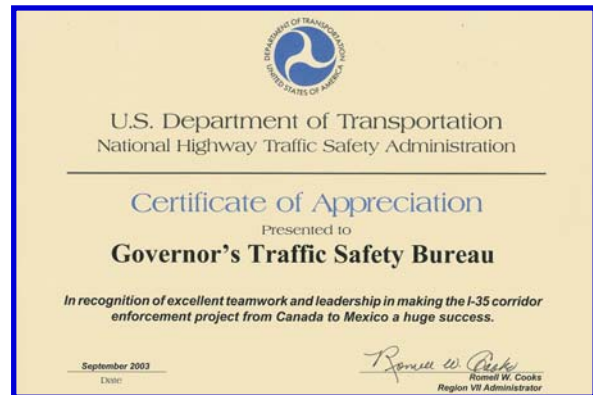 DEPARTMENT OF TRANSPORTATION
UNITED STATES OF AMERICA
U.S. Department of Transportation
National Highway Traffic Safety Administration
Certificate of Appreciation
Presented to
Governor's Traffic Safety Bureau
In recognition of excellent teamwork and leadership in making the I-35 corridor
enforcement project from Canada to Mexico a huge success.
September 2003
Date
Romell W. Cooks
Romell W. Cooks
Region VII Administrator